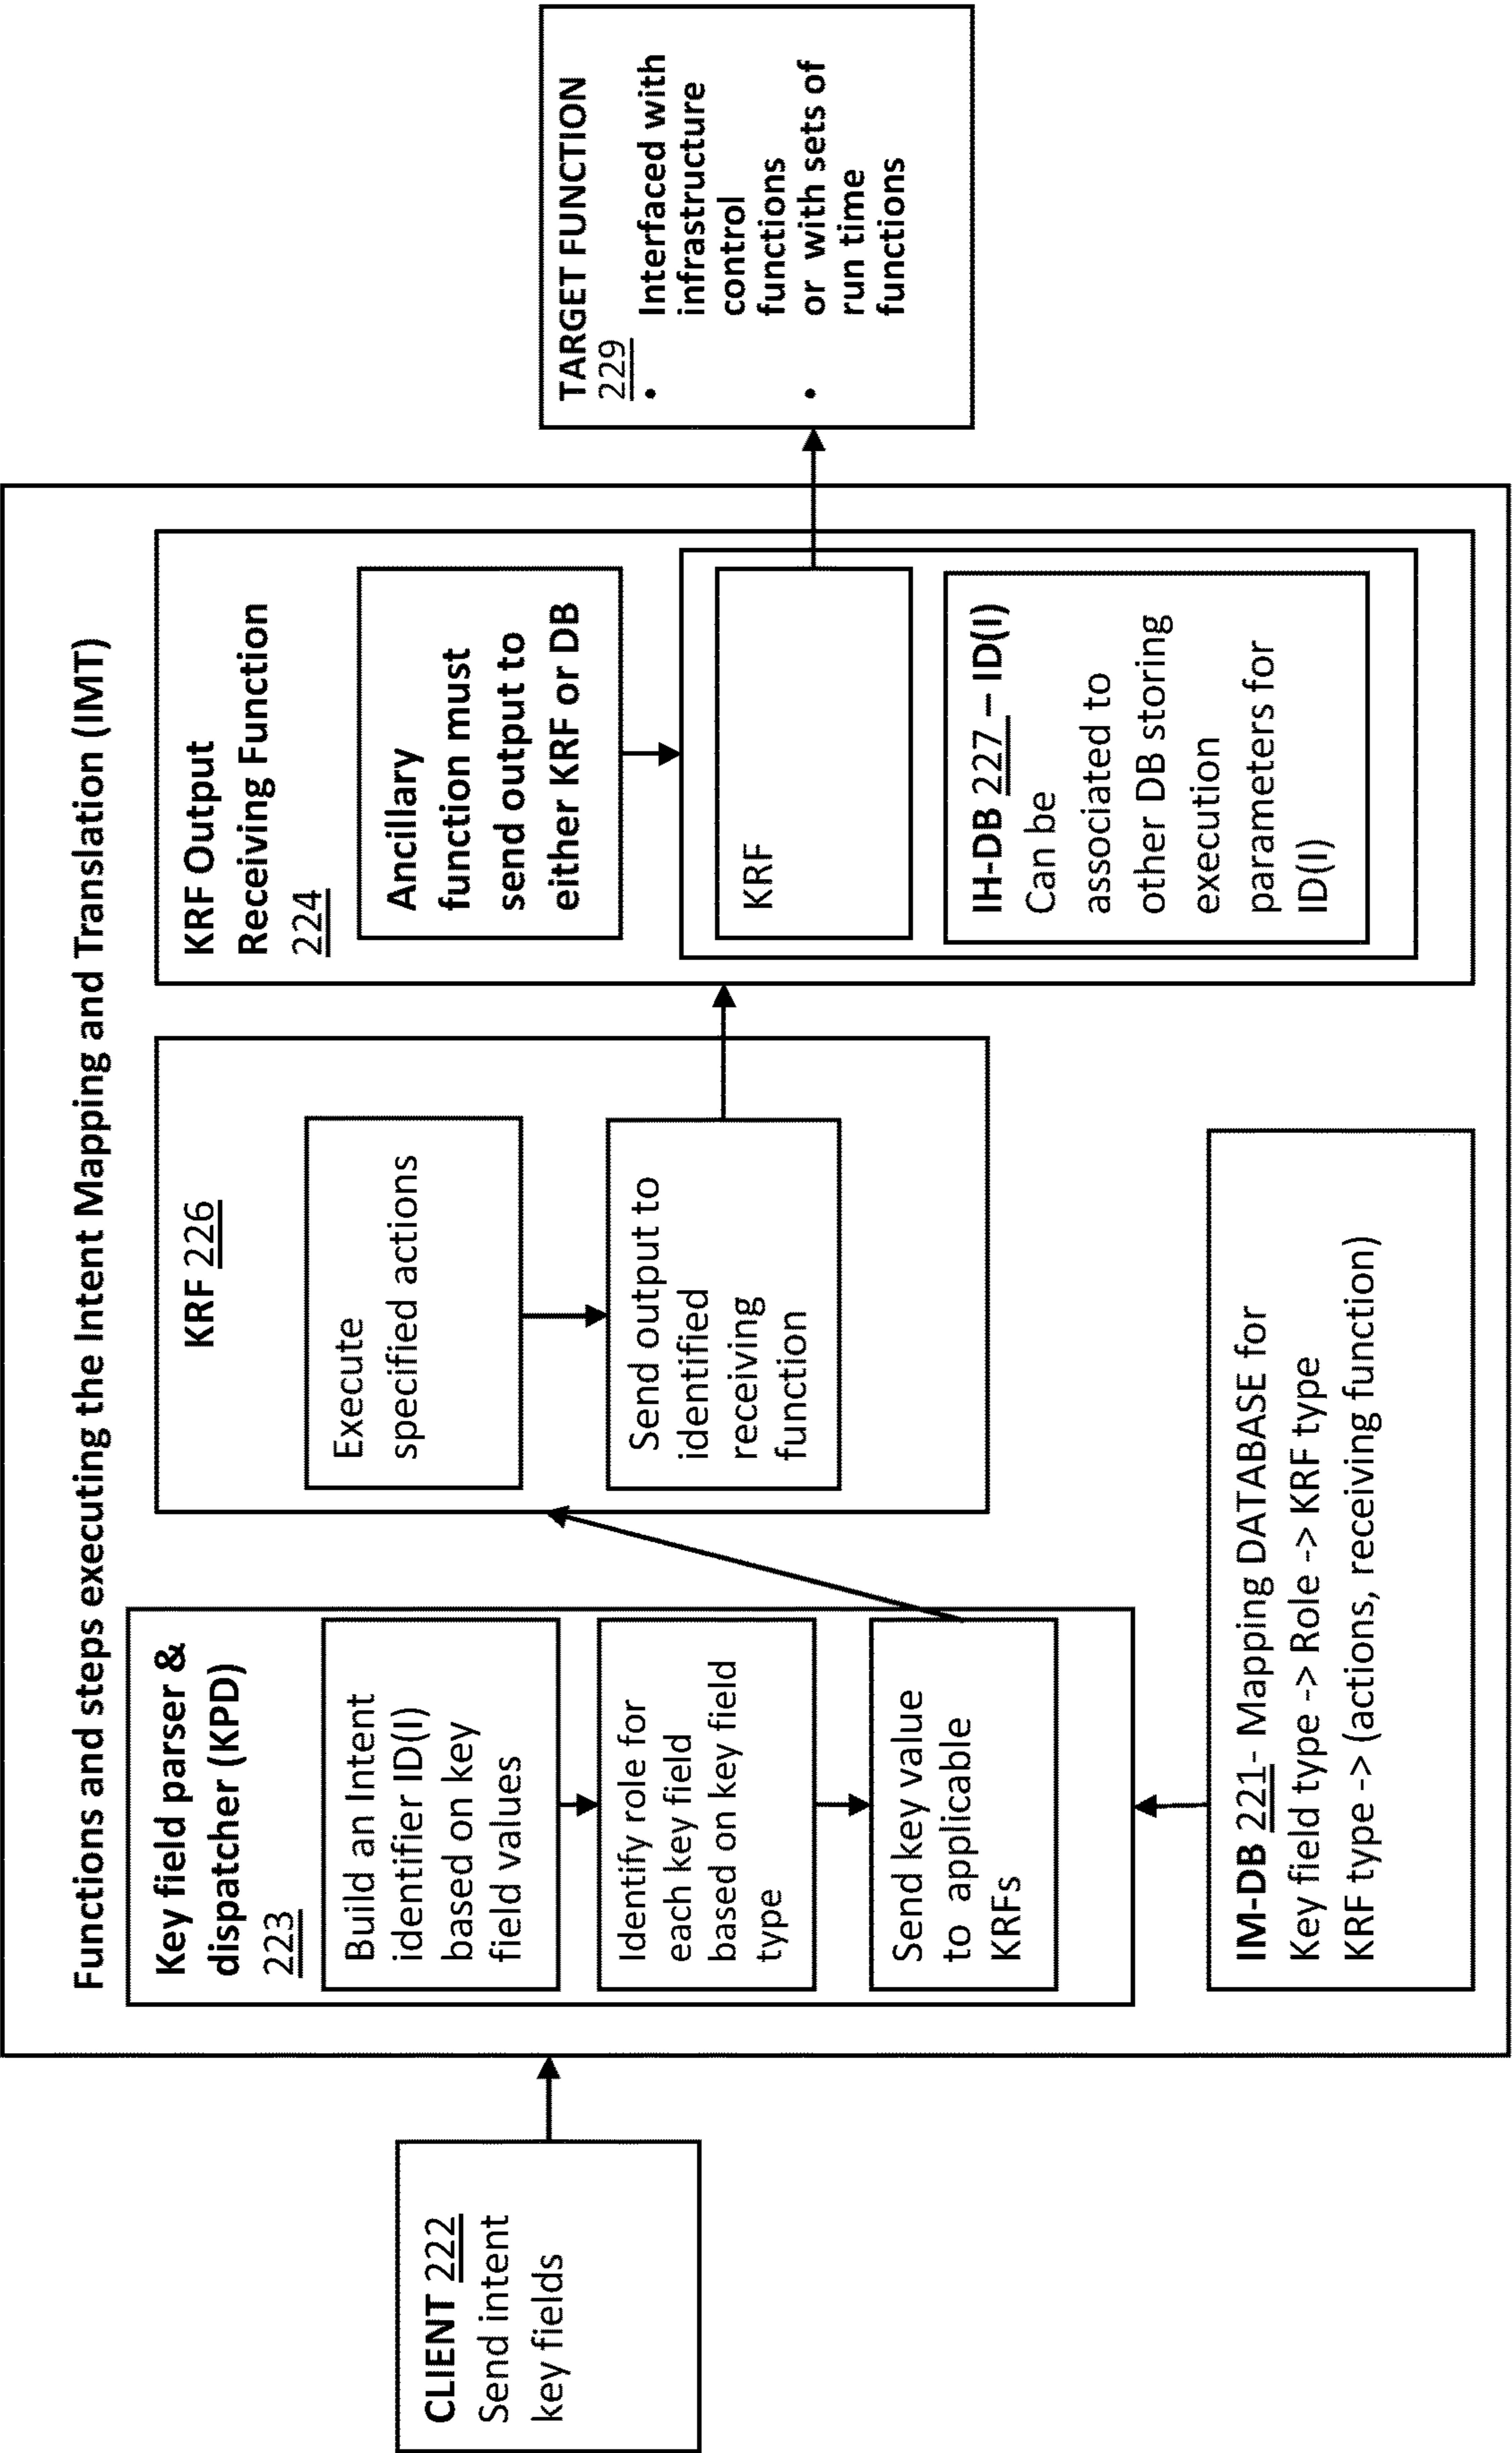 Functions and steps executing the Intent Mapping and Translation (IMT)
CLIENT 222
Send intent
key fields
Key field parser &
dispatcher (KPD)
223
Build an Intent
identifier ID(I)
based on key
field values
Identify role for
each key field
based on key field
type
Send key value
to applicable
KRFs
IM-DB 221- Mapping DATABASE for
Key field type -> Role -> KRF type
KRF type -> (actions, receiving function)
KRF 226
Execute
specified actions
Send output to
identified
receiving
function
KRF Output
Receiving Function
224
Ancillary
function must
send output to
either KRF or DB
KRF
IH-DB 227 – ID(I)
Can be
associated to
other DB storing
execution
parameters for
ID(I)
TARGET FUNCTION
229
• Interfaced with
infrastructure
control
functions
• or with sets of
run time
functions